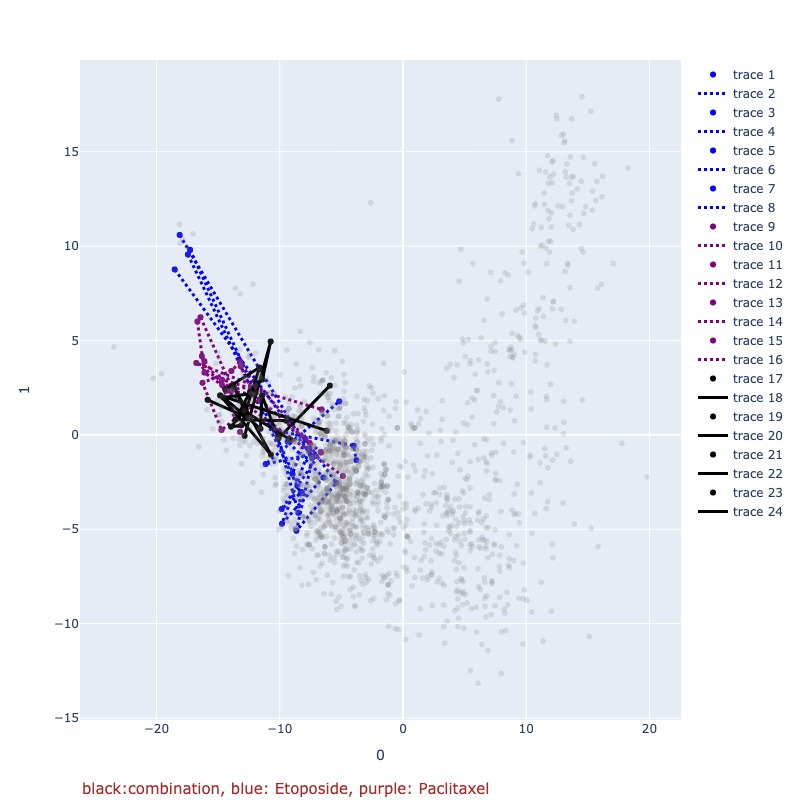 trace 1
trace 2
trace 3
trace 4
trace 5
trace 6
trace 7
trace 8
trace 9
trace 10
trace 11
trace 12
trace 13
trace 14
trace 15
trace 16
trace 17
trace 18
trace 19
trace 20
trace 21
trace 22
trace 23
trace 24
15
10
5
0
−5
−10
−15
1
−20
−10
0
10
20
0
black:combination, blue: Etoposide, purple: Paclitaxel